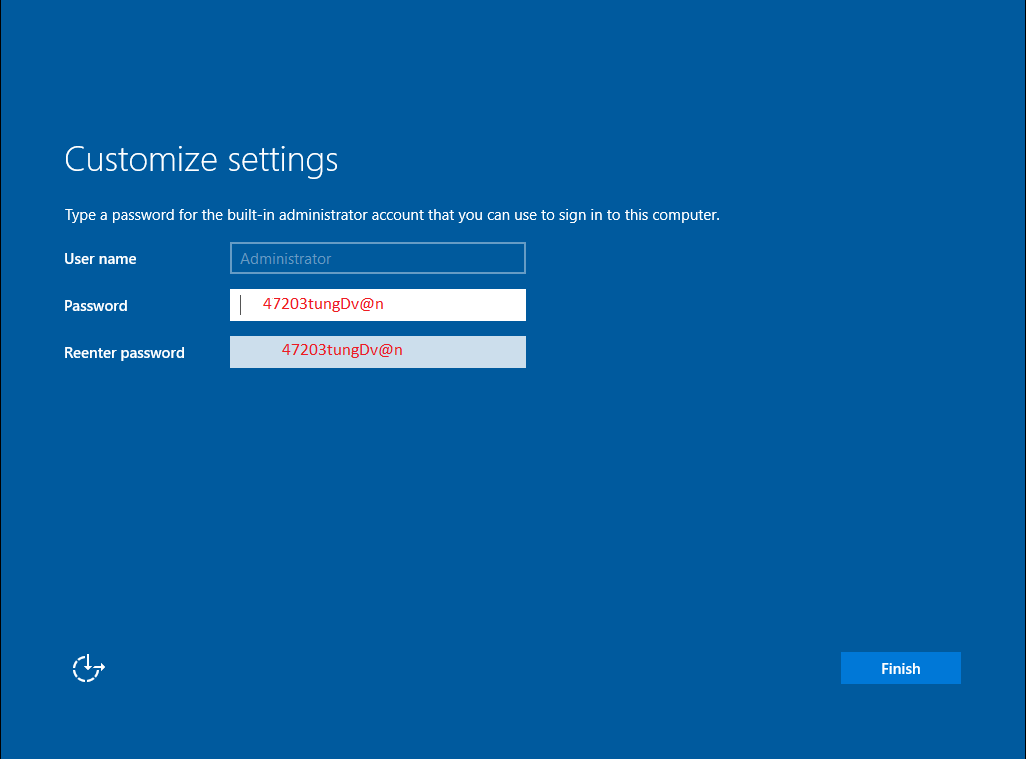 Customize settings
Type a password for the built-in administrator account that you can use to sign in to this computer.
User name Administrator
Password 47203tungDv@n
Reenter password 47203tungDv@n
Finish